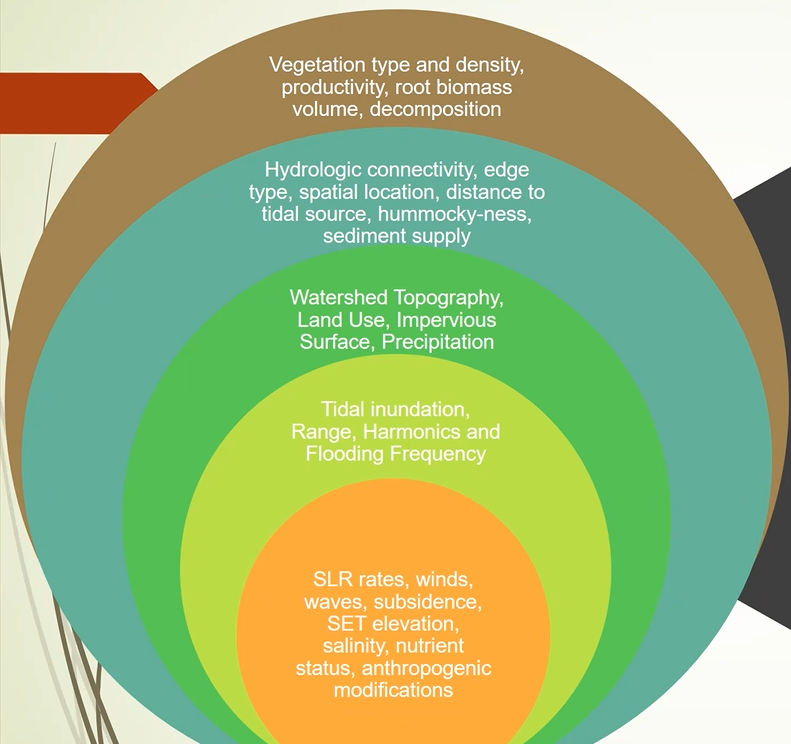 Vegetation type and density,
productivity, root biomass
volume, decomposition
Hydrologic connectivity, edge
type, spatial location, distance to
tidal source, hummocky-ness,
sediment supply
Watershed Topography,
Land Use, Impervious
Surface, Precipitation
Tidal inundation,
Range, Harmonics and
Flooding Frequency
SLR rates, winds,
waves, subsidence,
SET elevation,
salinity, nutrient
status, anthropogenic
modifications